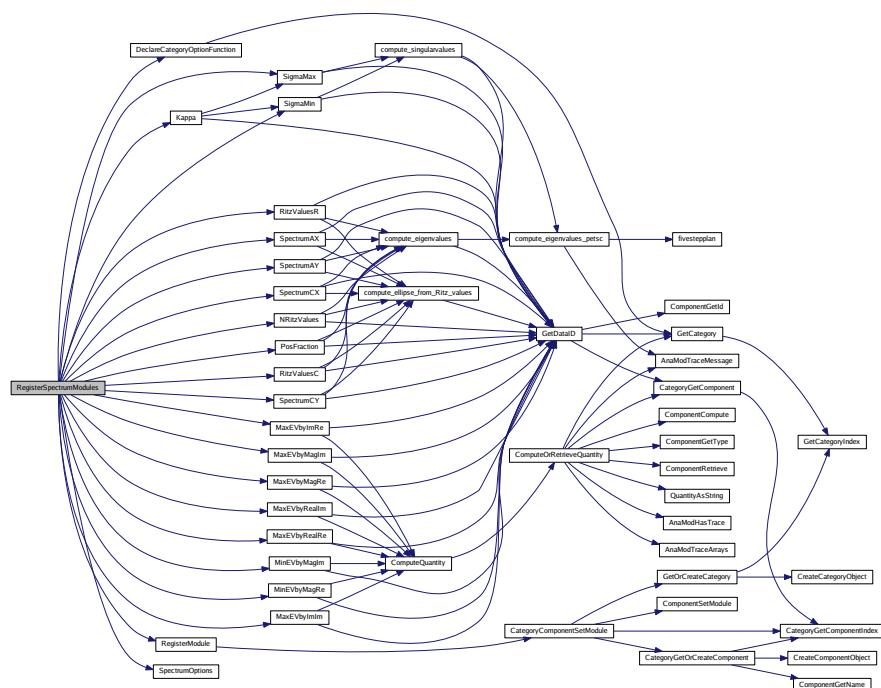 DeclareCategoryOptionFunction
compute_singularvalues
SigmaMax
SigmaMin
Kappa
RitzValuesR
SpectrumAX
compute_eigenvalues
compute_eigenvalues_petsc
fivestepplan
SpectrumAY
SpectrumCX
compute_ellipse_from_Ritz_values
ComponentGetId
NRitzValues
GetDataID
GetCategory
PosFraction
AnaModTraceMessage
RitzValuesC
RegisterSpectrumModules
CategoryGetComponent
SpectrumCY
ComponentCompute
MaxEVbyImRe
ComponentGetType
GetCategoryIndex
MaxEVbyMagIm
ComputeOrRetrieveQuantity
ComponentRetrieve
MaxEVbyMagRe
QuantityAsString
MaxEVbyRealIm
AnaModHasTrace
MaxEVbyRealRe
AnaModTraceArrays
MinEVbyMagIm
ComputeQuantity
GetOrCreateCategory
CreateCategoryObject
MinEVbyMagRe
ComponentSetModule
MaxEVbyImIm
CategoryComponentSetModule
CategoryGetComponentIndex
RegisterModule
CategoryGetOrCreateComponent
CreateComponentObject
SpectrumOptions
ComponentGetName